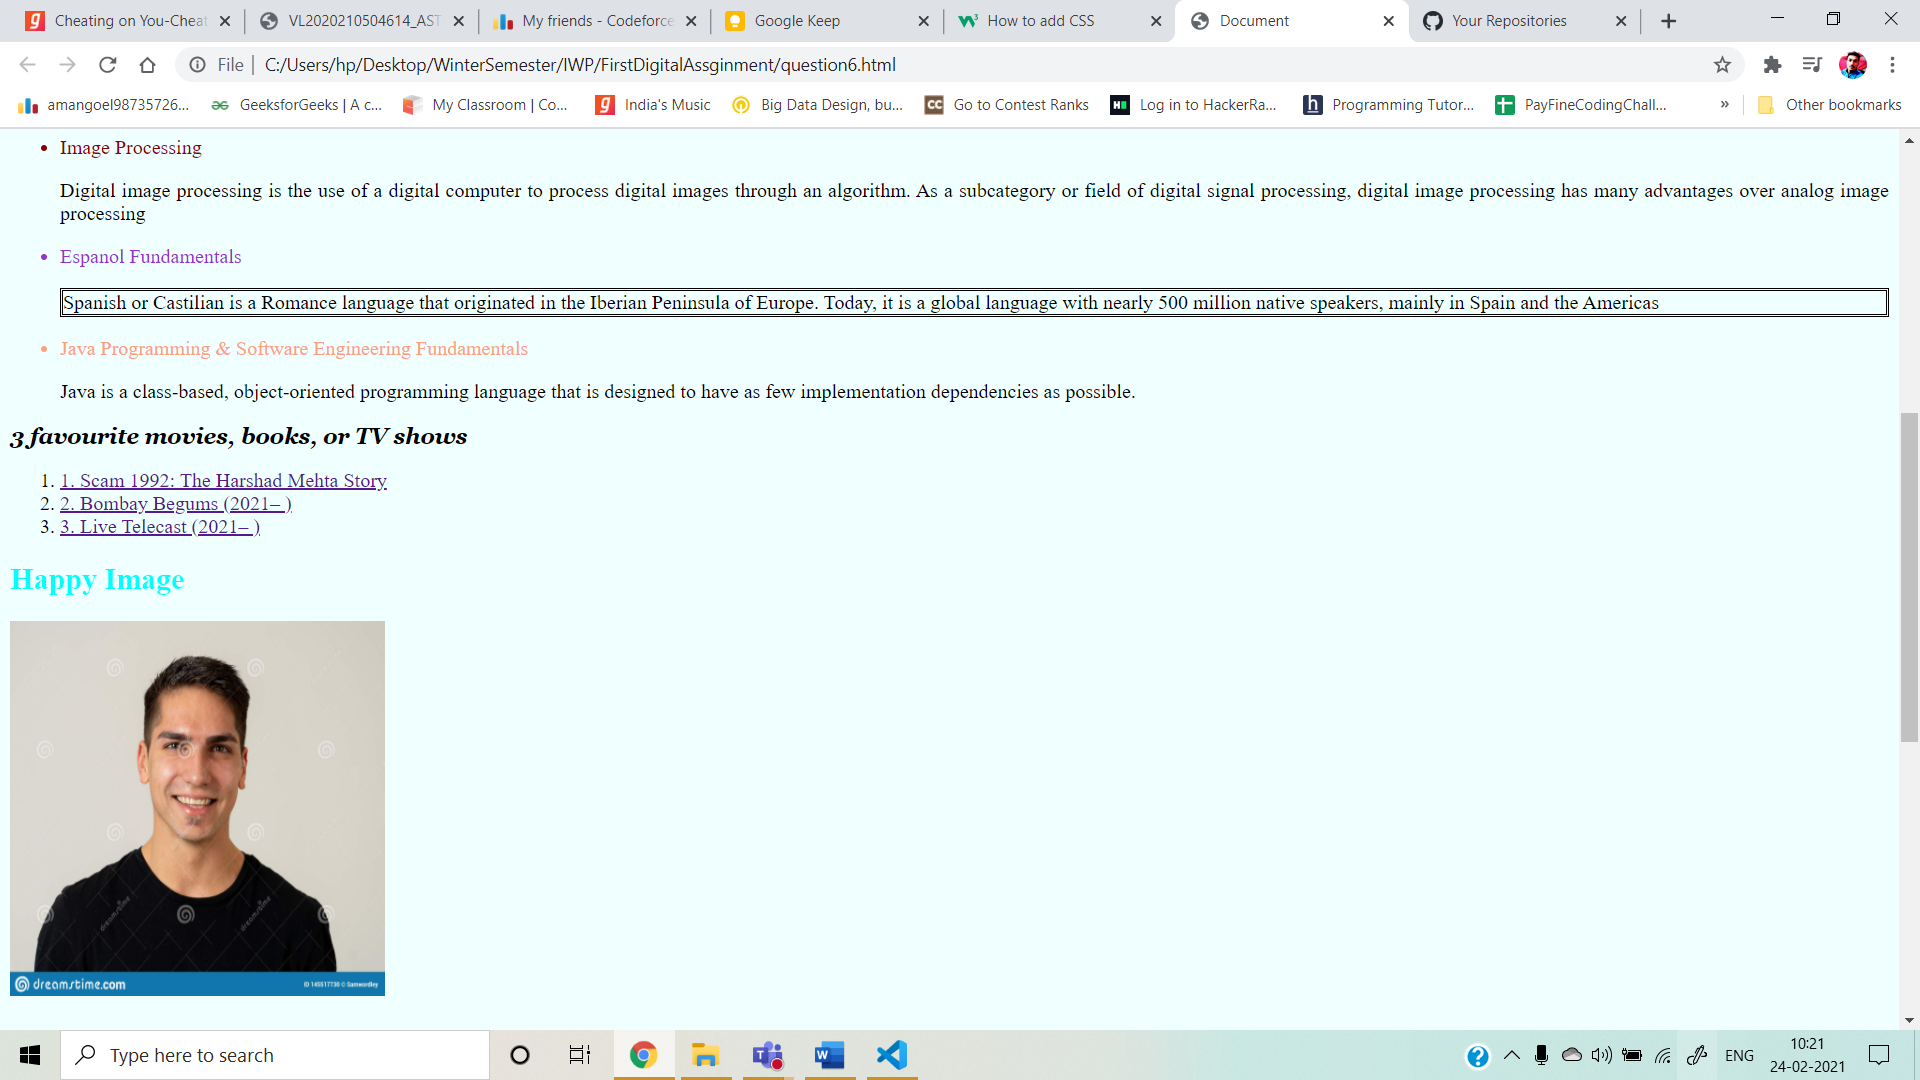 Cheating on You-Cheat
VL2020210504614_AST
My friends - Codeforce
Google Keep
How to add CSS
Document
Your Repositories
File | C:/Users/hp/Desktop/WinterSemester/IWP/FirstDigitalAssginment/question6.html
amangoel98735726...
GeeksforGeeks | A c...
My Classroom | Co...
India's Music
Big Data Design, bu...
CC Go to Contest Ranks
Log in to HackerRa...
h Programming Tutor...
PayFineCodingChall...
» Other bookmarks
• Image Processing
Digital image processing is the use of a digital computer to process digital images through an algorithm. As a subcategory or field of digital signal processing, digital image processing has many advantages over analog image
processing
• Espanol Fundamentals
Spanish or Castilian is a Romance language that originated in the Iberian Peninsula of Europe. Today, it is a global language with nearly 500 million native speakers, mainly in Spain and the Americas
• Java Programming & Software Engineering Fundamentals
Java is a class-based, object-oriented programming language that is designed to have as few implementation dependencies as possible.
3 favourite movies, books, or TV shows
1. 1. Scam 1992: The Harshad Mehta Story
2. 2. Bombay Begums (2021– )
3. 3. Live Telecast (2021– )
Happy Image
dreamstime
dreamstime
dreamstime.com
ID 145517730 © Samwordley
Type here to search
ENG
10:21
24-02-2021